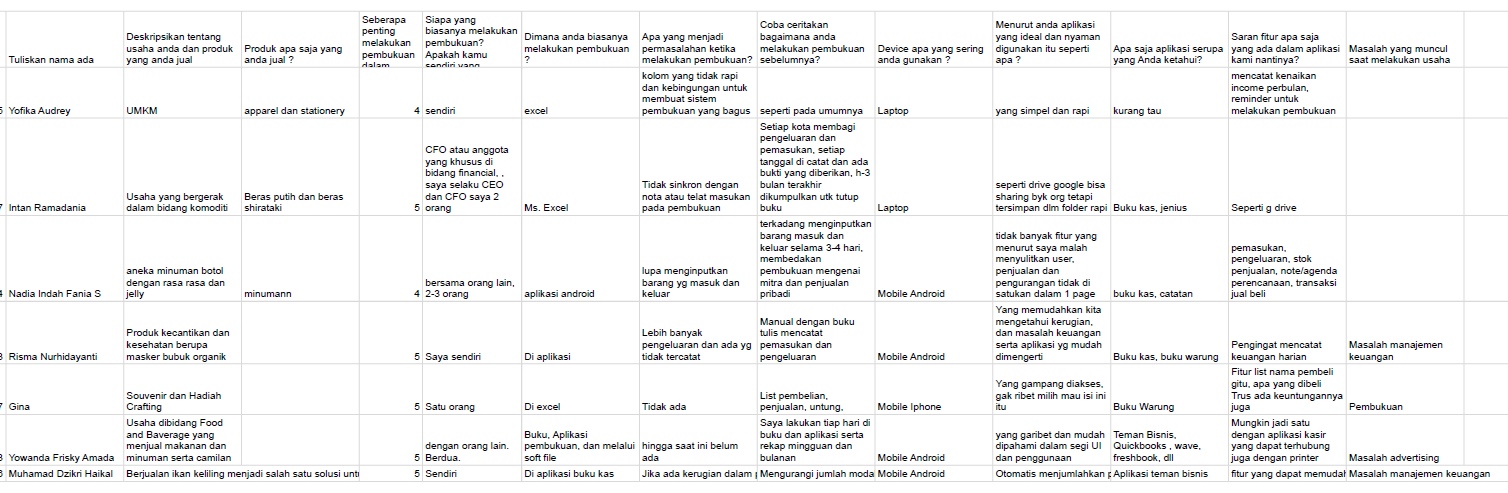 Tuliskan nama ada
Deskripsikan tentang
usaha anda dan produk
yang anda jual
Produk apa saja yang
anda jual ?
Seberapa
penting
melakukan
pembukuan
dalam
Siapa yang
biasanya melakukan
pembukuan?
Apakah kamu
sendiri yang
Dimana anda biasanya
melakukan pembukuan
?
Apa yang menjadi
permasalahan ketika
melakukan pembukuan?
Coba ceritakan
bagaimana anda
melakukan pembukuan
sebelumnya?
Device apa yang sering
anda gunakan ?
Menurut anda aplikasi
yang ideal dan nyaman
digunakan itu seperti
apa ?
Apa saja aplikasi serupa
yang Anda ketahui?
Saran fitur apa saja
yang ada dalam aplikasi
kami nantinya?
Masalah yang muncul
saat melakukan usaha
Yofika Audrey
UMKM
apparel dan stationery
4
sendiri
excel
kolom yang tidak rapi
dan kebingungan untuk
membuat sistem
pembukuan yang bagus
seperti pada umumnya
Laptop
yang simpel dan rapi
kurang tau
mencatat kenaikan
income perbulan,
reminder untuk
melakukan pembukuan
Intan Ramadania
Usaha yang bergerak
dalam bidang komoditi
Beras putih dan beras
shirataki
5
CFO atau anggota
yang khusus di
bidang financial, ,
saya selaku CEO
dan CFO saya 2
orang
Ms. Excel
Tidak sinkron dengan
nota atau telat masukan
pada pembukuan
Setiap kota membagi
pengeluaran dan
pemasukan, setiap
tanggal di catat dan ada
bukti yang diberikan, h-3
bulan terakhir
dikumpulkan utk tutup
buku
Laptop
seperti drive google bisa
sharing byk org tetapi
tersimpan dlm folder rapi
Buku kas, jenius
Seperti g drive
Nadia Indah Fania S
aneka minuman botol
dengan rasa rasa dan
jelly
minumann
4
bersama orang lain,
2-3 orang
aplikasi android
lupa menginputkan
barang yg masuk dan
keluar
terkadang menginputkan
barang masuk dan
keluar selama 3-4 hari,
membedakan
pembukuan mengenai
mitra dan penjualan
pribadi
Mobile Android
tidak banyak fitur yang
menurut saya malah
menyulitkan user,
penjualan dan
pengurangan tidak di
satukan dalam 1 page
buku kas, catatan
pemasukan,
pengeluaran, stok
penjualan, note/agenda
perencanaan, transaksi
jual beli
Risma Nurhidayanti
Produk kecantikan dan
kesehatan berupa
masker bubuk organik
5
Saya sendiri
Di aplikasi
Lebih banyak
pengeluaran dan ada yg
tidak tercatat
Manual dengan buku
tulis mencatat
pemasukan dan
pengeluaran
Mobile Android
Yang memudahkan kita
mengetahui kerugian,
dan masalah keuangan
serta aplikasi yg mudah
dimengerti
Buku kas, buku warung
Pengingat mencatat
keuangan harian
Masalah manajemen
keuangan
Gina
Souvenir dan Hadiah
Crafting
5
Satu orang
Di excel
Tidak ada
List pembelian,
penjualan, untung,
Mobile Iphone
Yang gampang diakses,
gak ribet milih mau isi ini
itu
Buku Warung
Fitur list nama pembeli
gitu, apa yang dibeli
Trus ada keuntungannya
juga
Pembukuan
Yowanda Frisky Amada
Usaha dibidang Food
and Baverage yang
menjual makanan dan
minuman serta camilan
5
dengan orang lain.
Berdua.
Buku, Aplikasi
pembukuan, dan melalui
soft file
hingga saat ini belum
ada
Saya lakukan tiap hari di
buku dan aplikasi serta
rekap mingguan dan
bulanan
Mobile Android
yang garibet dan mudah
dipahami dalam segi UI
dan penggunaan
Teman Bisnis,
Quickbooks , wave,
freshbook, dll
Mungkin jadi satu
dengan aplikasi kasir
yang dapat terhubung
juga dengan printer
Masalah advertising
Muhamad Dzikri Haikal
Berjualan ikan keliling menjadi salah satu solusi unt
5
Sendiri
Di aplikasi buku kas
Jika ada kerugian dalam
Mengurangi jumlah moda
Mobile Android
Otomatis menjumlahkan
Aplikasi teman bisnis
fitur yang dapat memudah
Masalah manajemen keuangan